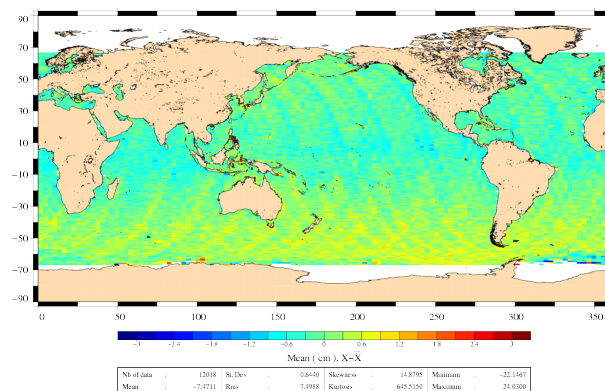 90
70
50
30
10
−10
−30
−50
−70
−90
0 50 100 150 200 250 300 350
−3 −2.4 −1.8 −1.2 −0.6 0 0.6 1.2 1.8 2.4 3
Mean ( cm ), X−X̄
Nb of data : 12018 St. Dev : 0.6440 Skewness : 14.8795 Minimum : −22.1467
Mean : −7.4711 Rms : 7.4988 Kurtosis : 645.5150 Maximum : 24.0300